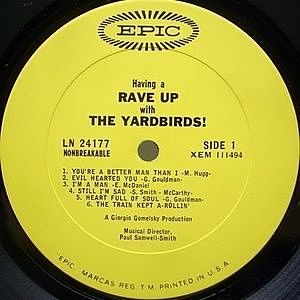 EPIC
Having a
RAVE UP
with
THE YARDBIRDS!
LN 24177
NONBREAKABLE
SIDE 1
XEM 111494
1. YOU'RE A BETTER MAN THAN I -M. Hugg-
2. EVIL HEARTED YOU -G. Gouldman-
3. I'M A MAN -E. McDaniel
4. STILL I'M SAD -S. Smith - McCarthy-
5. HEART FULL OF SOUL -G. Gouldman-
6. THE TRAIN KEPT A-ROLLIN'
A Giorgio Gomelsky Production
Musical Director,
Paul Samwell-Smith
"EPIC, MARCAS REG. T.M. PRINTED IN U.S.A.